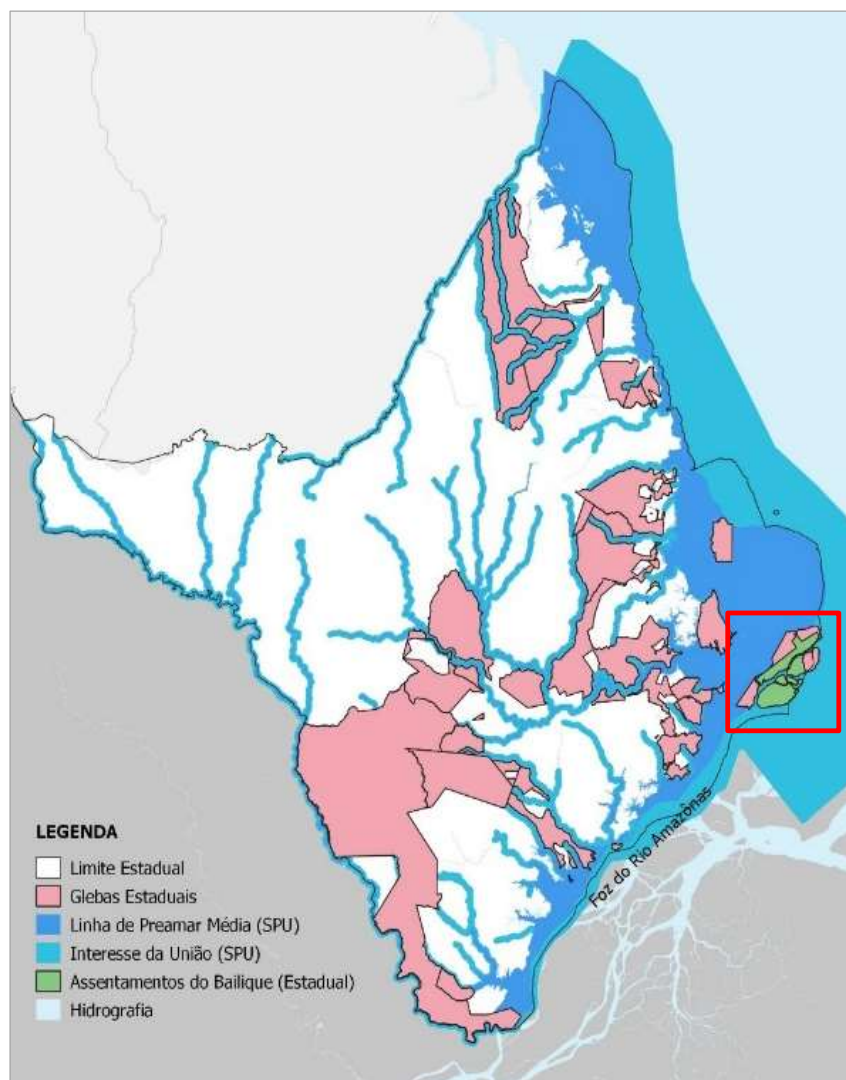 Foz do Rio Amazônas
LEGENDA
Limite Estadual
Glebas Estaduais
Linha de Preamar Média (SPU)
Interesse da União (SPU)
Assentamentos do Bailique (Estadual)
Hidrografia